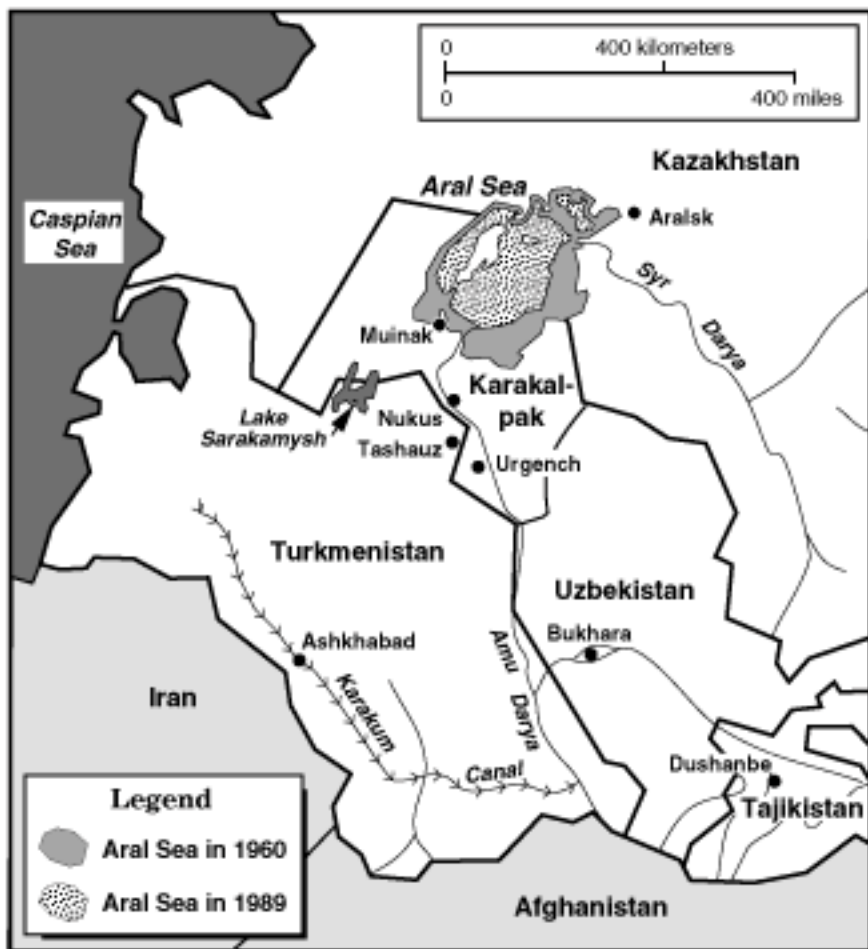 0 400 kilometers
0 400 miles
Kazakhstan
Aral Sea
Aralsk
Caspian
Sea
Syr
Darya
Muinak
Karakal-
pak
Lake
Sarakamysh
Nukus
Tashauz
Urgench
Turkmenistan
Uzbekistan
Bukhara
Amu
Darya
Ashkhabad
Karakum
Canal
Iran
Dushanbe
Tajikistan
Afghanistan
Legend
Aral Sea in 1960
Aral Sea in 1989